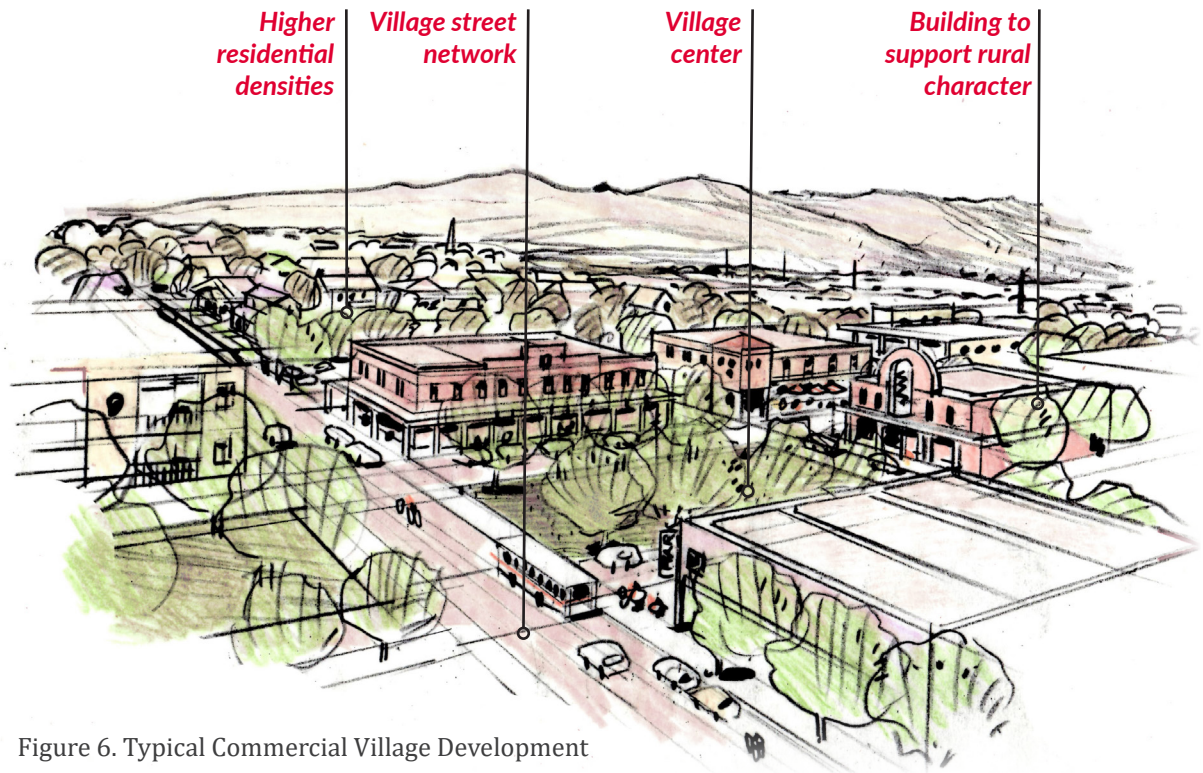 Higher
residential
densities
Village street
network
Village
center
Building to
support rural
character
Figure 6. Typical Commercial Village Development